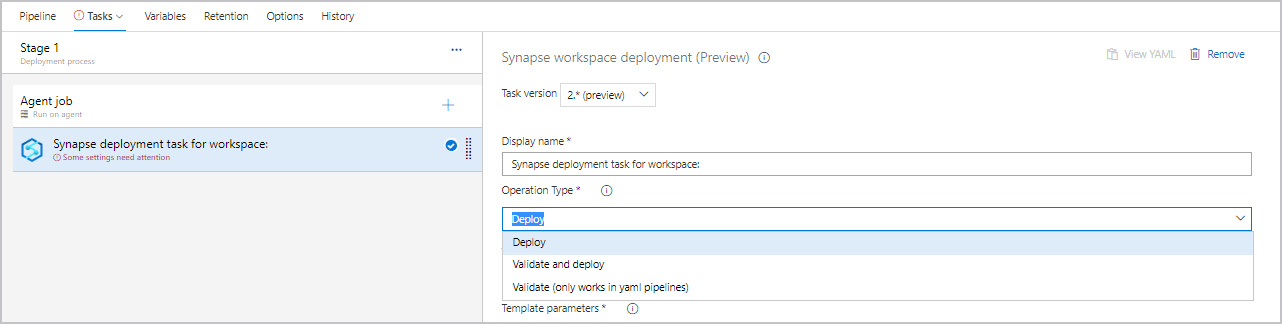 Pipeline Tasks Variables Retention Options History
Stage 1
Deployment process
Agent job
Run on agent
Synapse deployment task for workspace:
Some settings need attention
Synapse workspace deployment (Preview)
View YAML Remove
Task version 2.* (preview)
Display name *
Synapse deployment task for workspace:
Operation Type *
Deploy
Deploy
Validate and deploy
Validate (only works in yaml pipelines)
Template parameters *